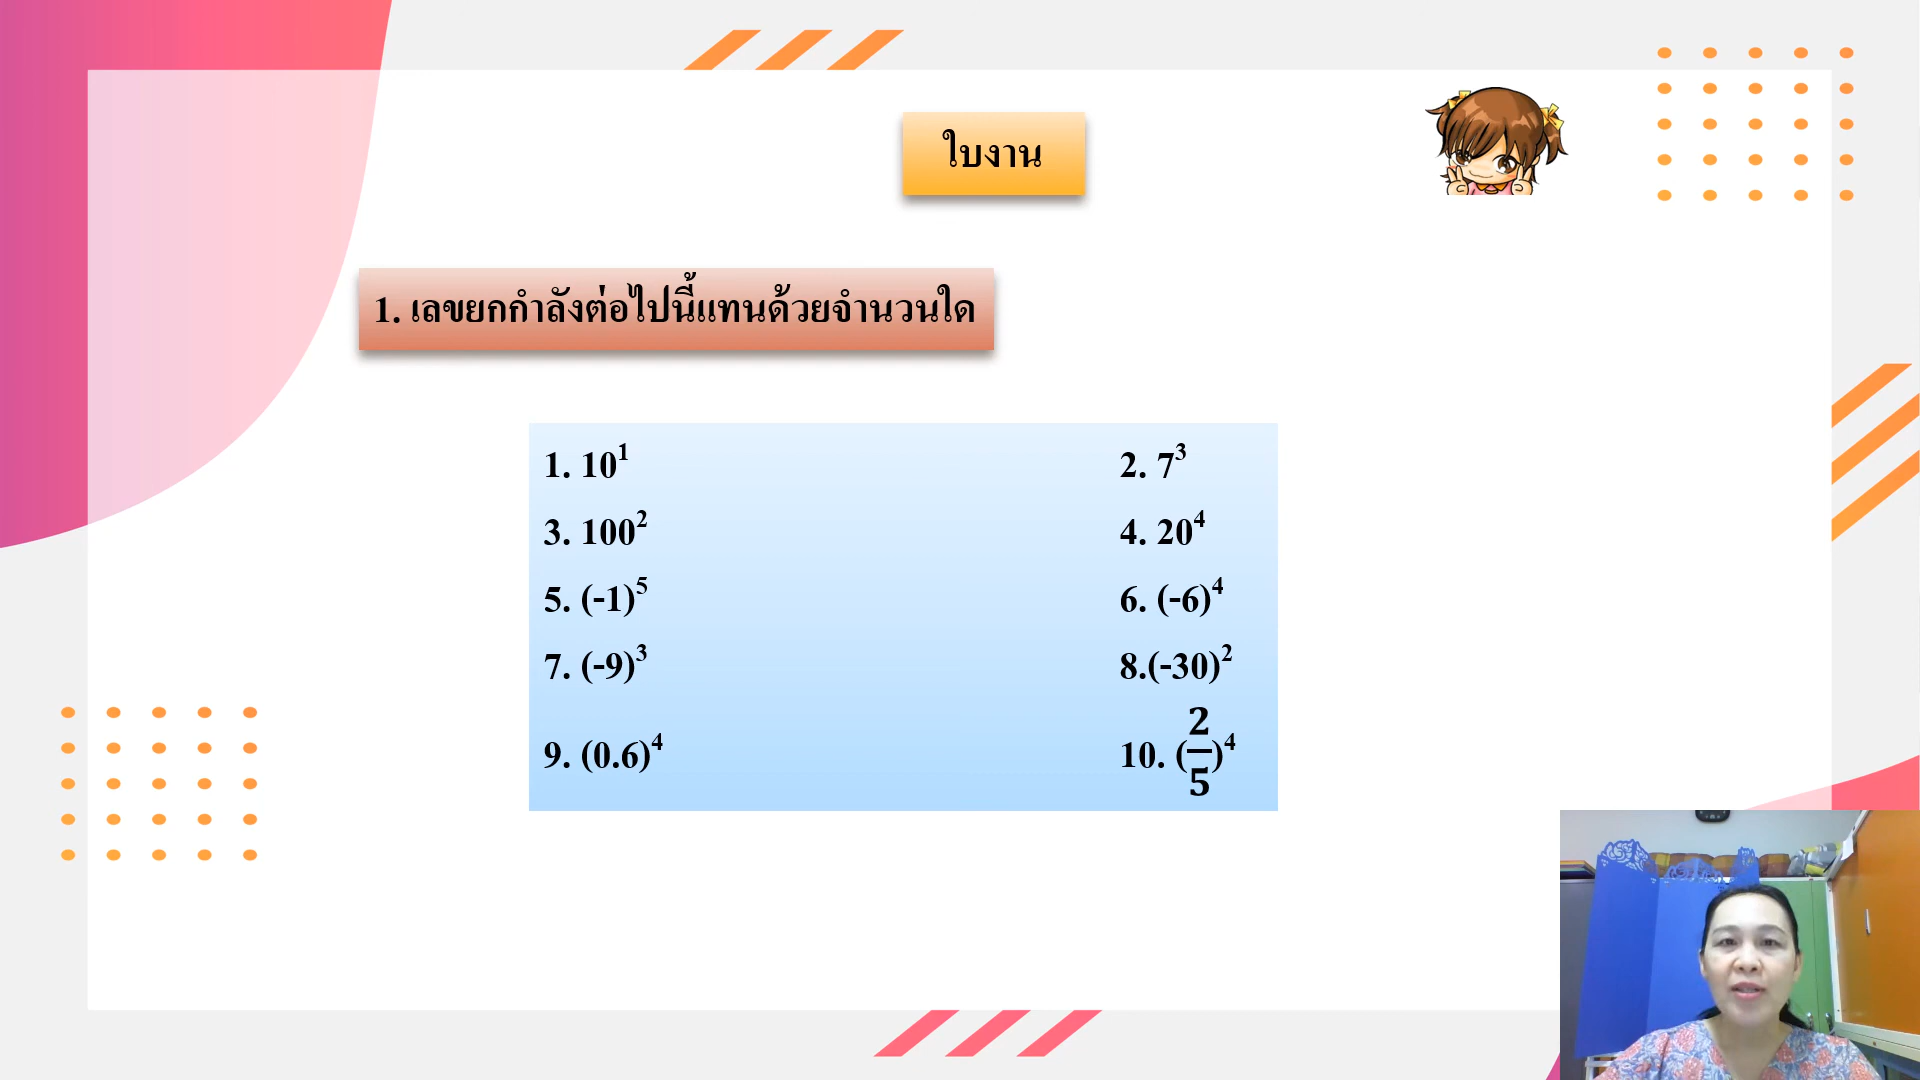 ใบงาน
1. เลขยกกำลังต่อไปนี้แทนด้วยจำนวนใด
1. 10¹ 2. 7³
3. 100² 4. 20⁴
5. (-1)⁵ 6. (-6)⁴
7. (-9)³ 8.(-30)²
9. (0.6)⁴ 10. (2/5)⁴